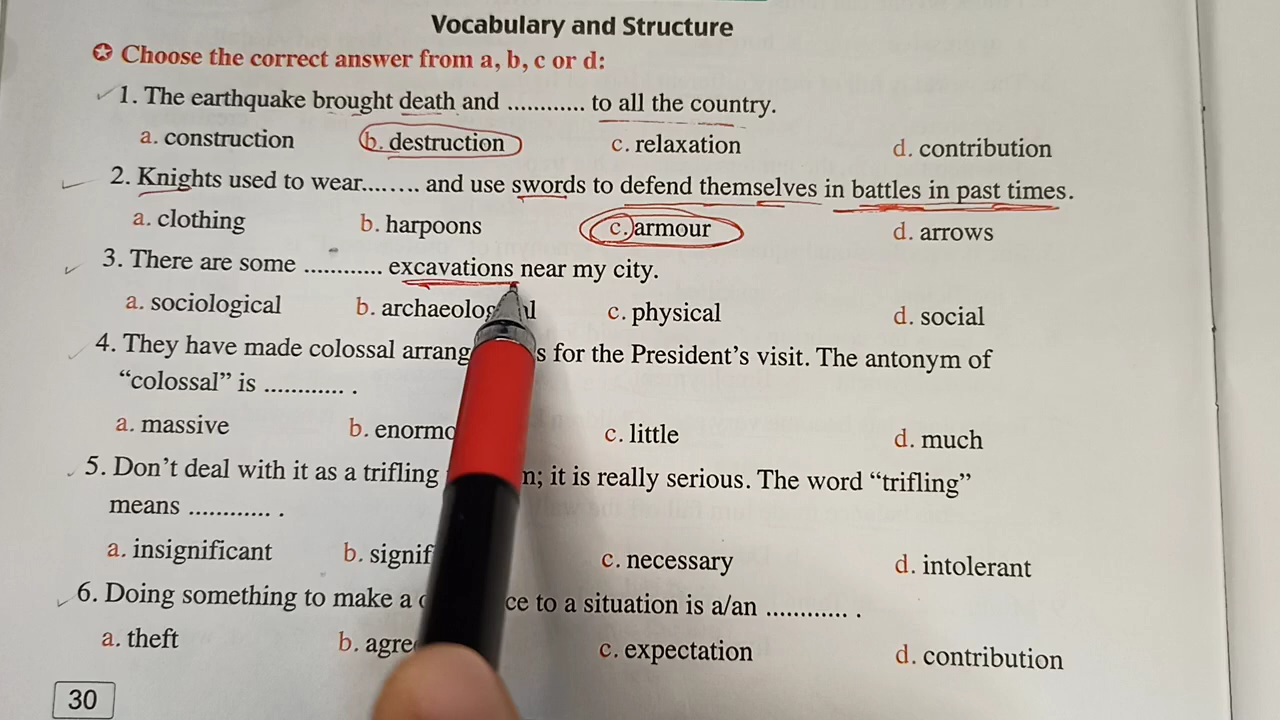 Vocabulary and Structure
Choose the correct answer from a, b, c or d:
1. The earthquake brought death and ............ to all the country.
a. construction b. destruction c. relaxation d. contribution
2. Knights used to wear........ and use swords to defend themselves in battles in past times.
a. clothing b. harpoons c. armour d. arrows
3. There are some ............ excavations near my city.
a. sociological b. c. physical d. social
4. They have made colossal for the President's visit. The antonym of
"colossal" is ............ .
a. massive b. c. little d. much
5. Don't deal with it as a trifling it is really serious. The word "trifling"
means ............ .
a. insignificant b. c. necessary d. intolerant
6. Doing something to make a to a situation is a/an ............ .
a. theft b. c. expectation d. contribution
30